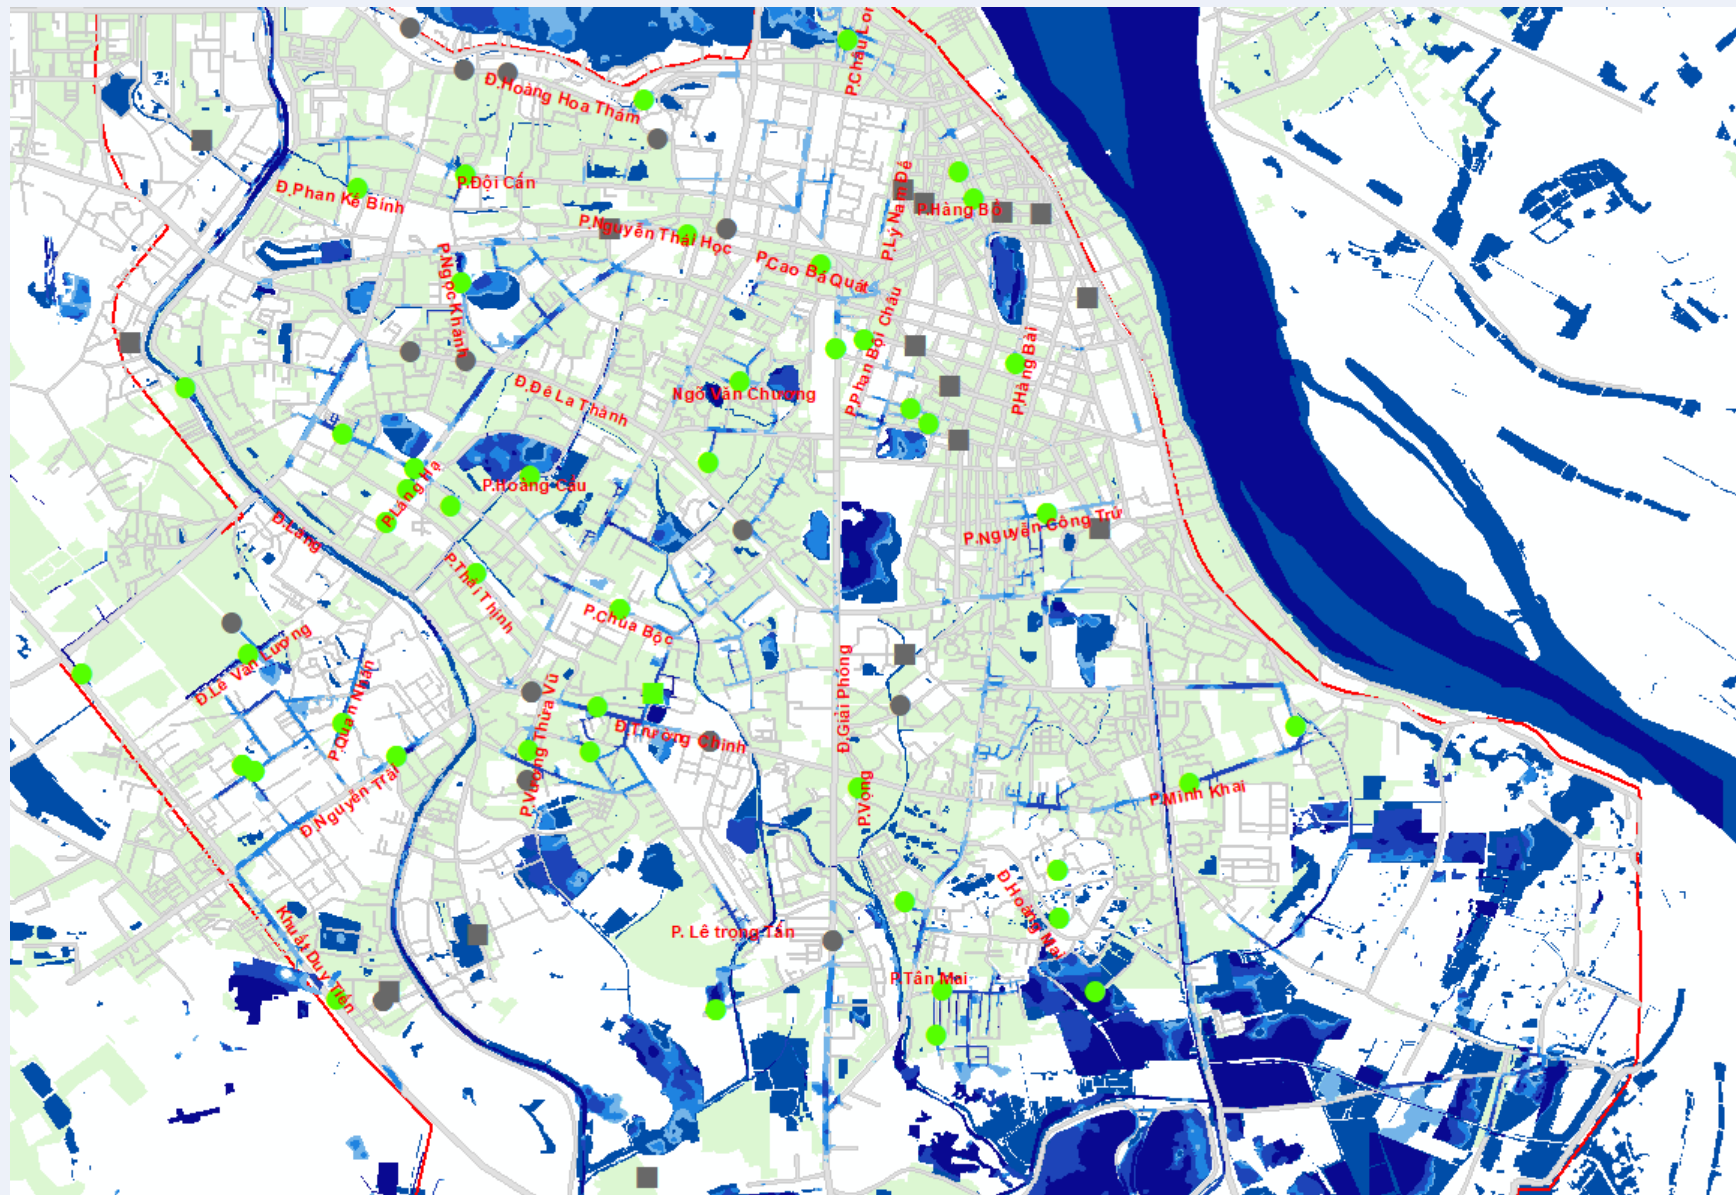 P.Châu Lon
Đ.Hoàng Hoa Thám
P.Đội Cấn
Đ.Phan Kế Bính
P.Hàng Bồ
P.Lý Nam Đế
P.Nguyễn Thái Học
P.Cao Bá Quát
P.Ngọc Khánh
P.Phan Bội Châu
P.Hàng Bài
Đ.Đê La Thành
Ngõ Văn Chương
P.Láng Hạ
P.Hoàng Cầu
Đ.Láng
P.Nguyễn Công Trứ
P.Thái Thịnh
P.Chùa Bộc
Đ.Lê Văn Lương
P.Quan Nhân
Đ.Giải Phóng
P.Vương Thừa Vũ
Đ.Trường Chinh
P.Vọng
P.Minh Khai
Đ.Nguyễn Trãi
Đ.Hoàng Mai
Khuất Duy Tiến
P. Lê trọng Tấn
P.Tân Mai